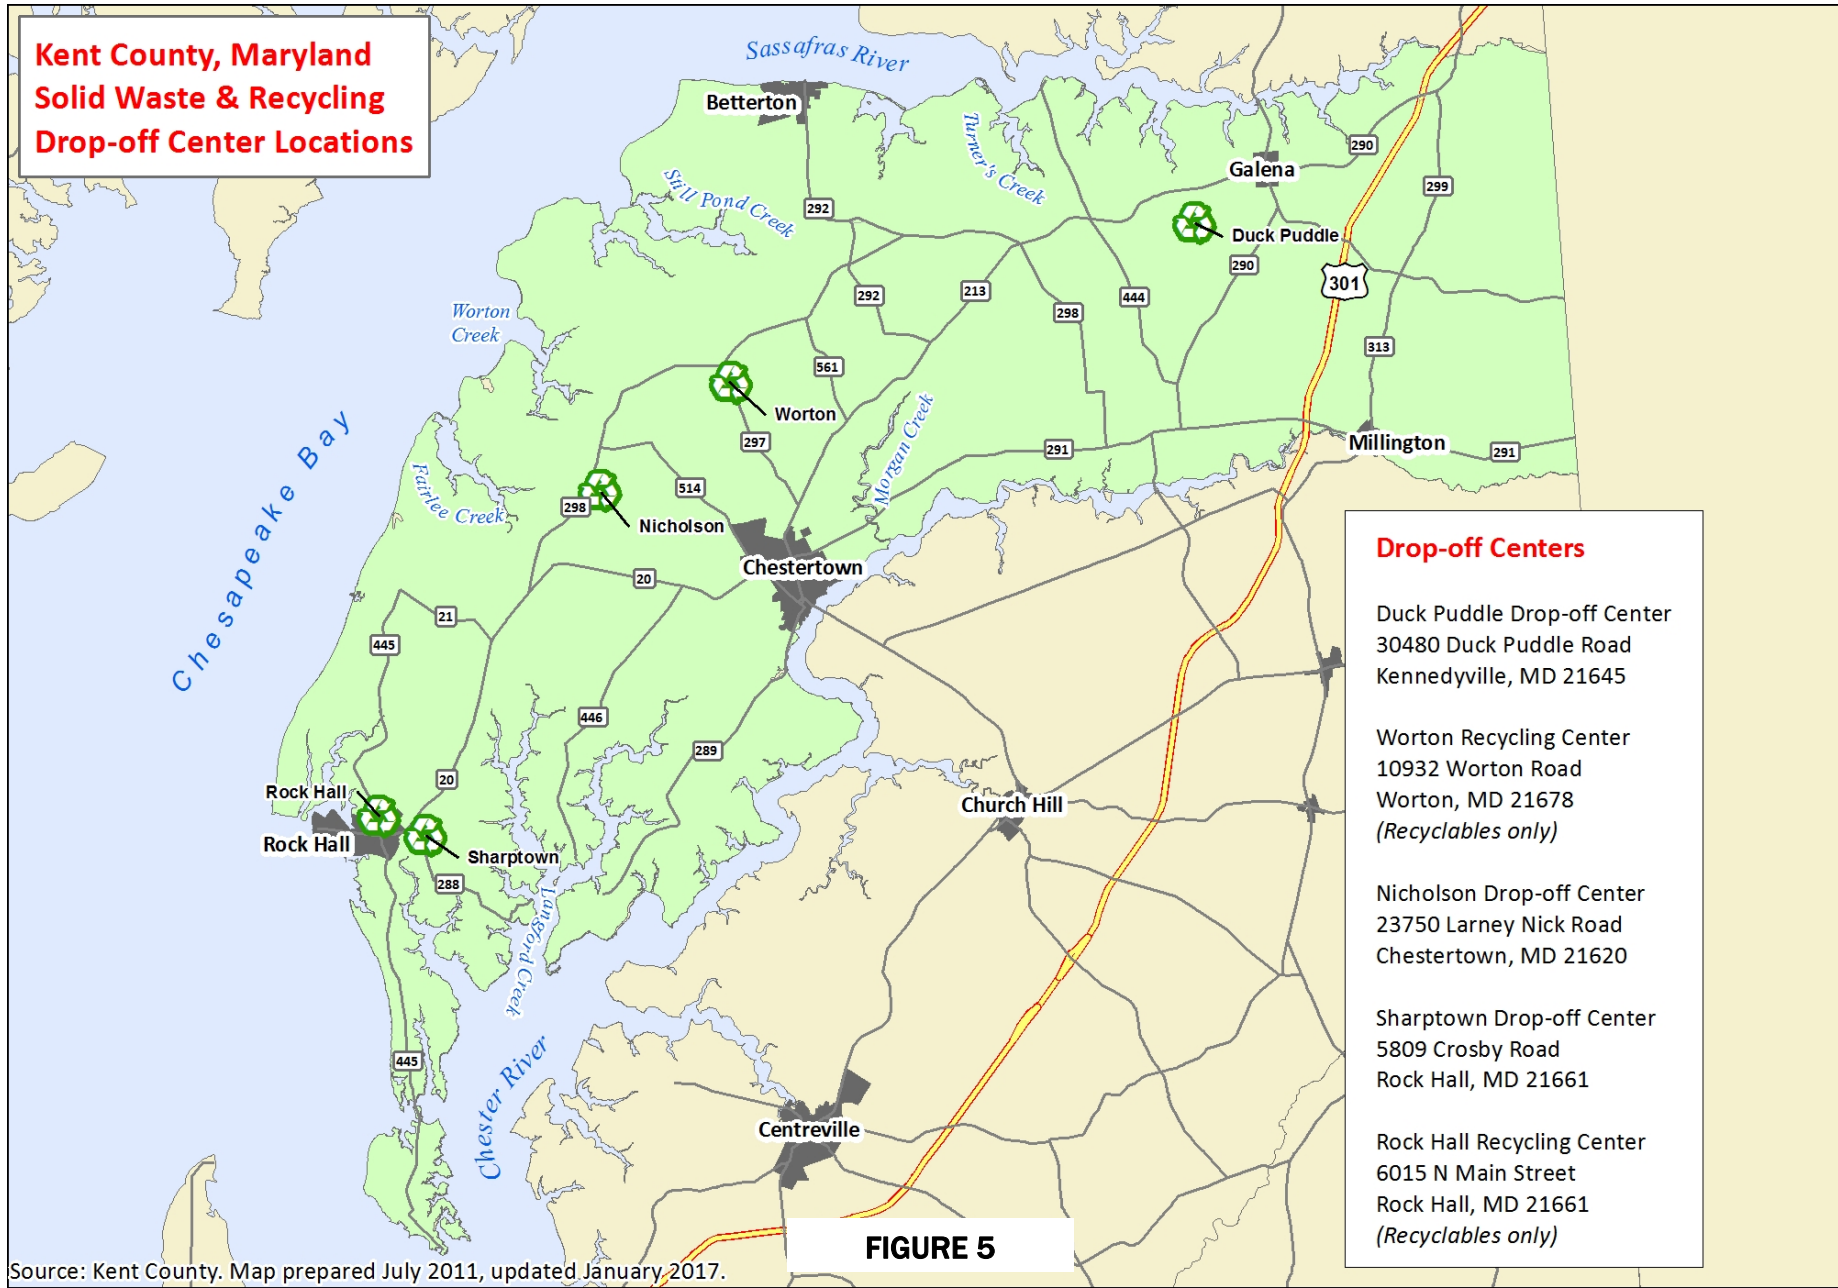 Kent County, Maryland
Solid Waste & Recycling
Drop-off Center Locations
Sassafras River
Betterton
Turner's Creek
Still Pond Creek
Galena
290
299
292
Duck Puddle
290
301
292
213
298
444
Worton
Creek
313
561
Worton
297
Morgan Creek
291
Millington
291
Chesapeake Bay
Fairlee Creek
514
298
Nicholson
Chestertown
20
21
445
446
289
20
Rock Hall
Rock Hall
Sharptown
288
Langford Creek
Church Hill
445
Chester River
Centreville
Drop-off Centers
Duck Puddle Drop-off Center
30480 Duck Puddle Road
Kennedyville, MD 21645
Worton Recycling Center
10932 Worton Road
Worton, MD 21678
(Recyclables only)
Nicholson Drop-off Center
23750 Larney Nick Road
Chestertown, MD 21620
Sharptown Drop-off Center
5809 Crosby Road
Rock Hall, MD 21661
Rock Hall Recycling Center
6015 N Main Street
Rock Hall, MD 21661
(Recyclables only)
FIGURE 5
Source: Kent County. Map prepared July 2011, updated January 2017.